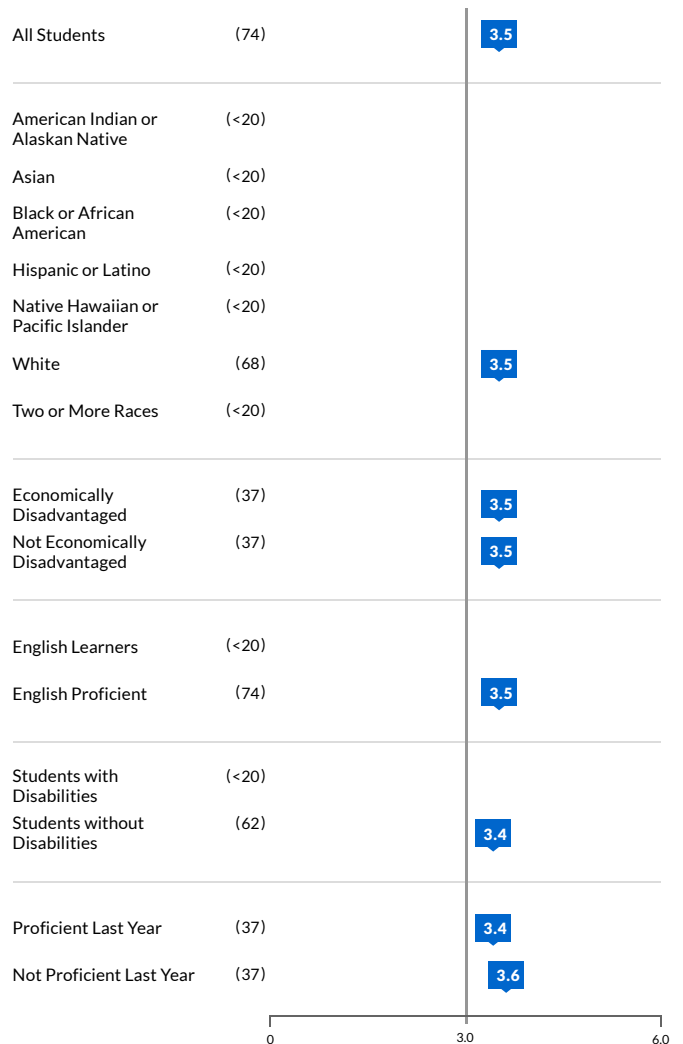 All Students (74) 3.5
American Indian or (<20)
Alaskan Native
Asian (<20)
Black or African (<20)
American
Hispanic or Latino (<20)
Native Hawaiian or (<20)
Pacific Islander
White (68) 3.5
Two or More Races (<20)
Economically (37) 3.5
Disadvantaged
Not Economically (37) 3.5
Disadvantaged
English Learners (<20)
English Proficient (74) 3.5
Students with (<20)
Disabilities
Students without (62) 3.4
Disabilities
Proficient Last Year (37) 3.4
Not Proficient Last Year (37) 3.6
0 3.0 6.0